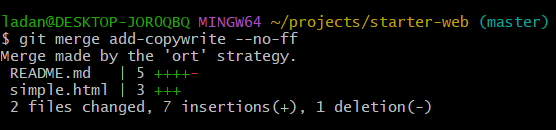 ladan@DESKTOP-JOROQBQ MINGW64 ~/projects/starter-web (master)
$ git merge add-copywrite --no-ff
Merge made by the 'ort' strategy.
 README.md   | 5 ++++-
 simple.html | 3 +++
 2 files changed, 7 insertions(+), 1 deletion(-)